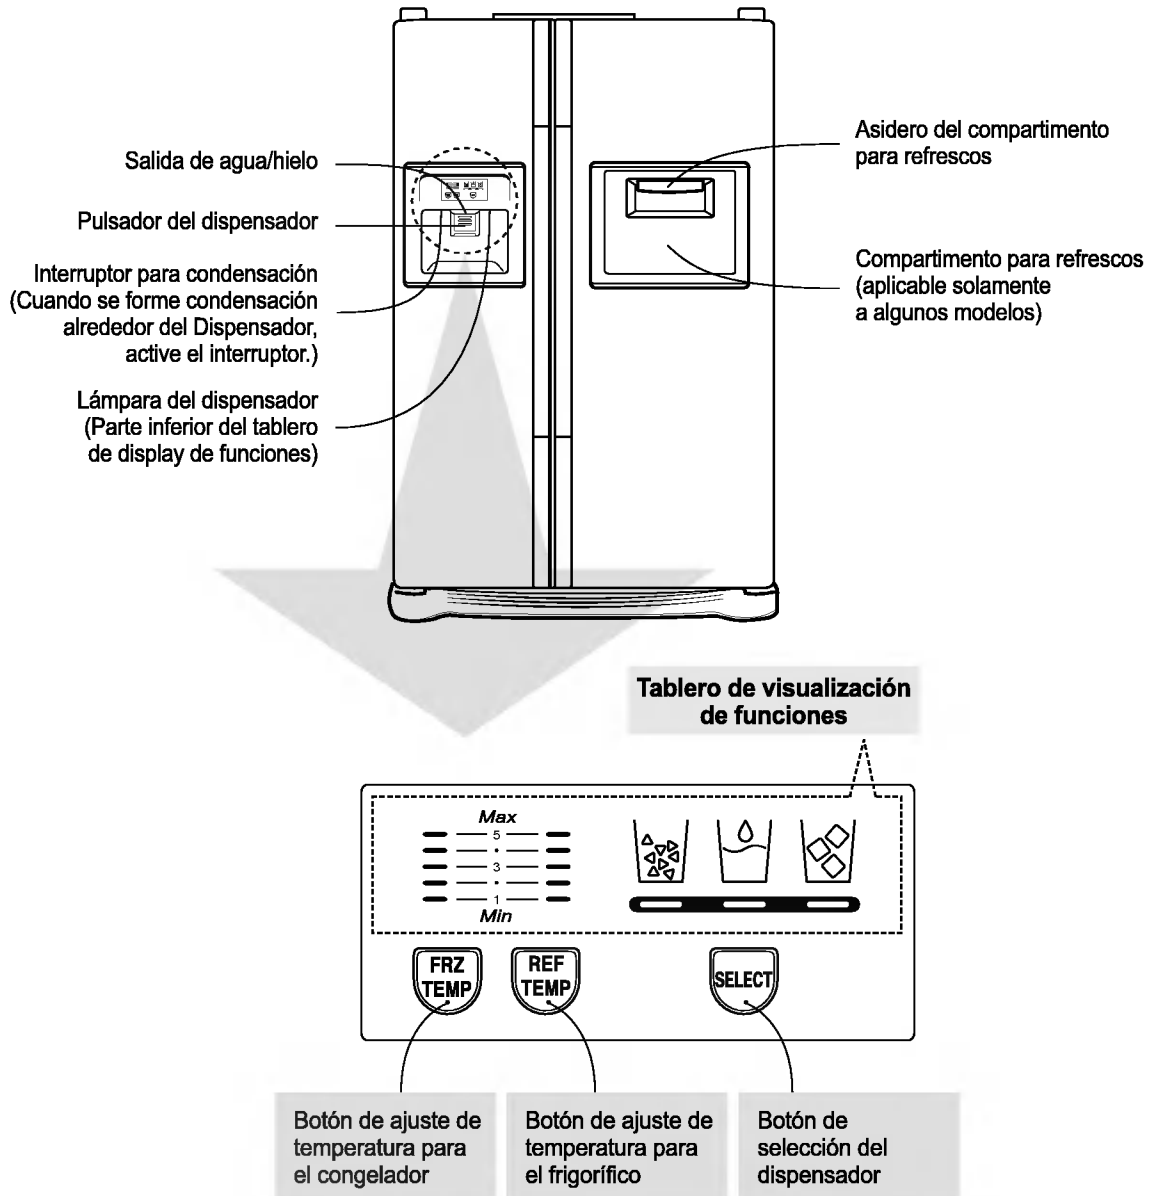 Salida de agua/hielo
Pulsador del dispensador
Interruptor para condensación
(Cuando se forme condensación
alrededor del Dispensador,
active el interruptor.)
Lámpara del dispensador
(Parte inferior del tablero
de display de funciones)
Asidero del compartimento
para refrescos
Compartimento para refrescos
(aplicable solamente
a algunos modelos)
Tablero de visualización
de funciones
Max
5
3
1
Min
FRZ
TEMP
REF
TEMP
SELECT
Botón de ajuste de
temperatura para
el congelador
Botón de ajuste de
temperatura para
el frigorífico
Botón de
selección del
dispensador